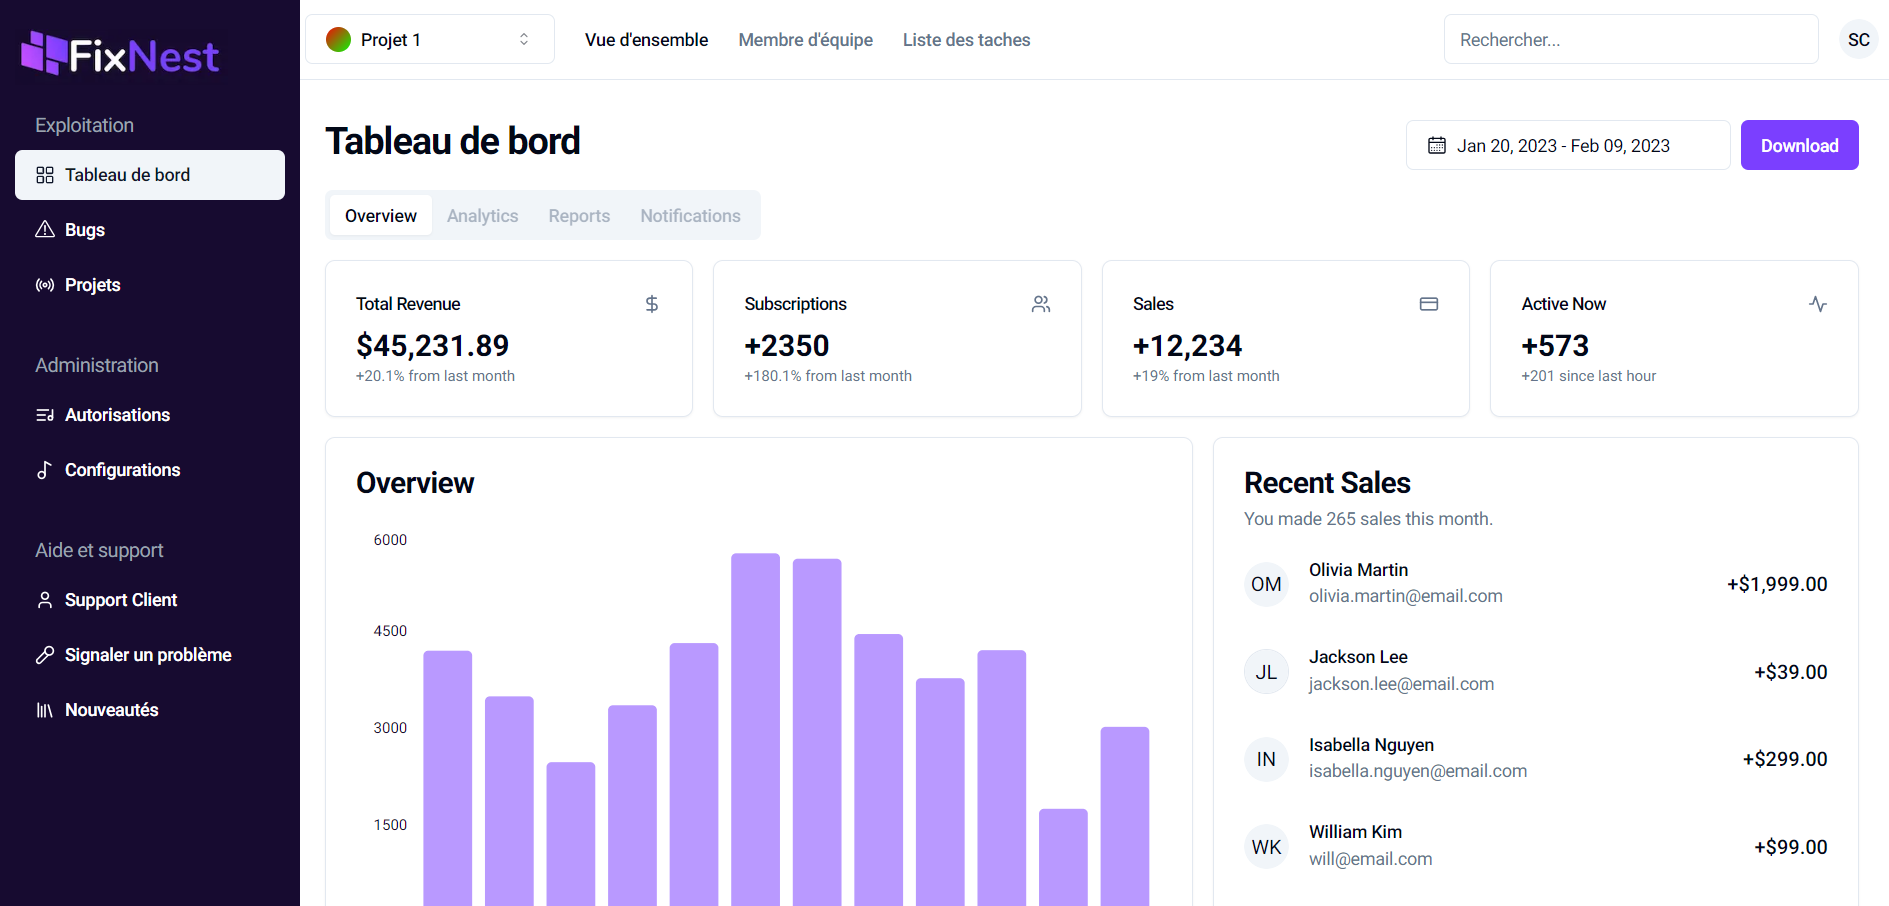 FixNest
Exploitation
Tableau de bord
Bugs
Projets
Administration
Autorisations
Configurations
Aide et support
Support Client
Signaler un problème
Nouveautés
Projet 1
Vue d'ensemble
Membre d'équipe
Liste des taches
Rechercher...
SC
Tableau de bord
Jan 20, 2023 - Feb 09, 2023
Download
Overview
Analytics
Reports
Notifications
Total Revenue
$45,231.89
+20.1% from last month
Subscriptions
+2350
+180.1% from last month
Sales
+12,234
+19% from last month
Active Now
+573
+201 since last hour
Overview
6000
4500
3000
1500
Recent Sales
You made 265 sales this month.
OM
Olivia Martin
olivia.martin@email.com
+$1,999.00
JL
Jackson Lee
jackson.lee@email.com
+$39.00
IN
Isabella Nguyen
isabella.nguyen@email.com
+$299.00
WK
William Kim
will@email.com
+$99.00